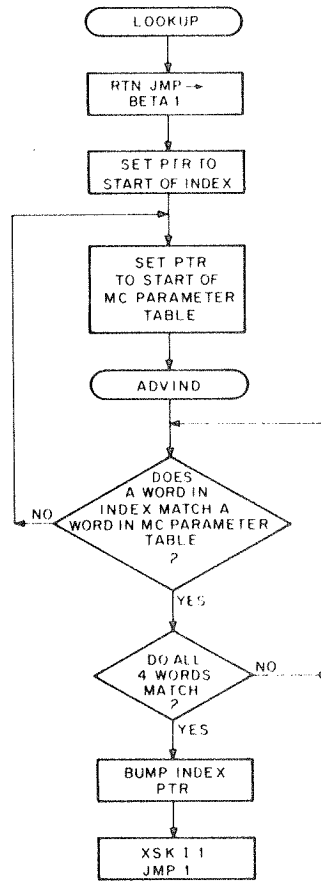 LOOKUP
RTN JMP →
BETA 1
SET PTR TO
START OF INDEX
SET PTR
TO START OF
MC PARAMETER
TABLE
ADVIND
DOES
A WORD IN
INDEX MATCH A
WORD IN MC PARAMETER
TABLE
?
NO
YES
DO ALL
4 WORDS
MATCH
?
NO
YES
BUMP INDEX
PTR
XSK I 1
JMP 1